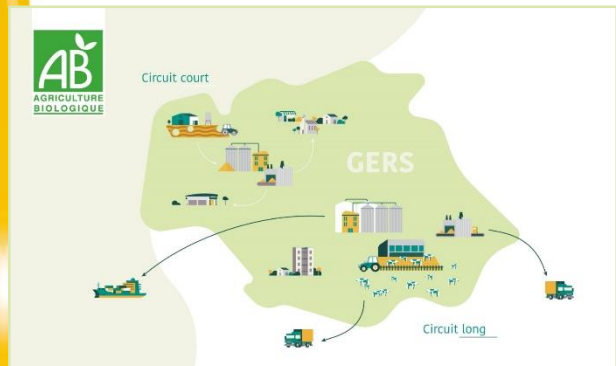 AB
AGRICULTURE
BIOLOGIQUE
Circuit court
GERS
Circuit long